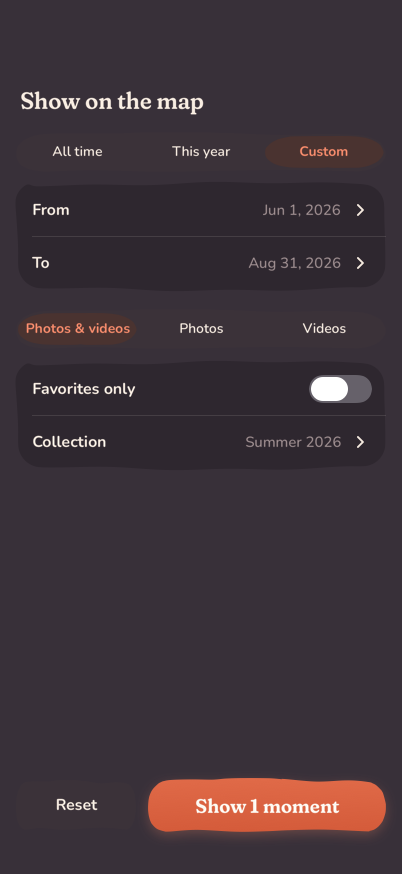 Show on the map
All time This year Custom
From Jun 1, 2026
To Aug 31, 2026
Photos & videos Photos Videos
Favorites only
Collection Summer 2026
Reset Show 1 moment